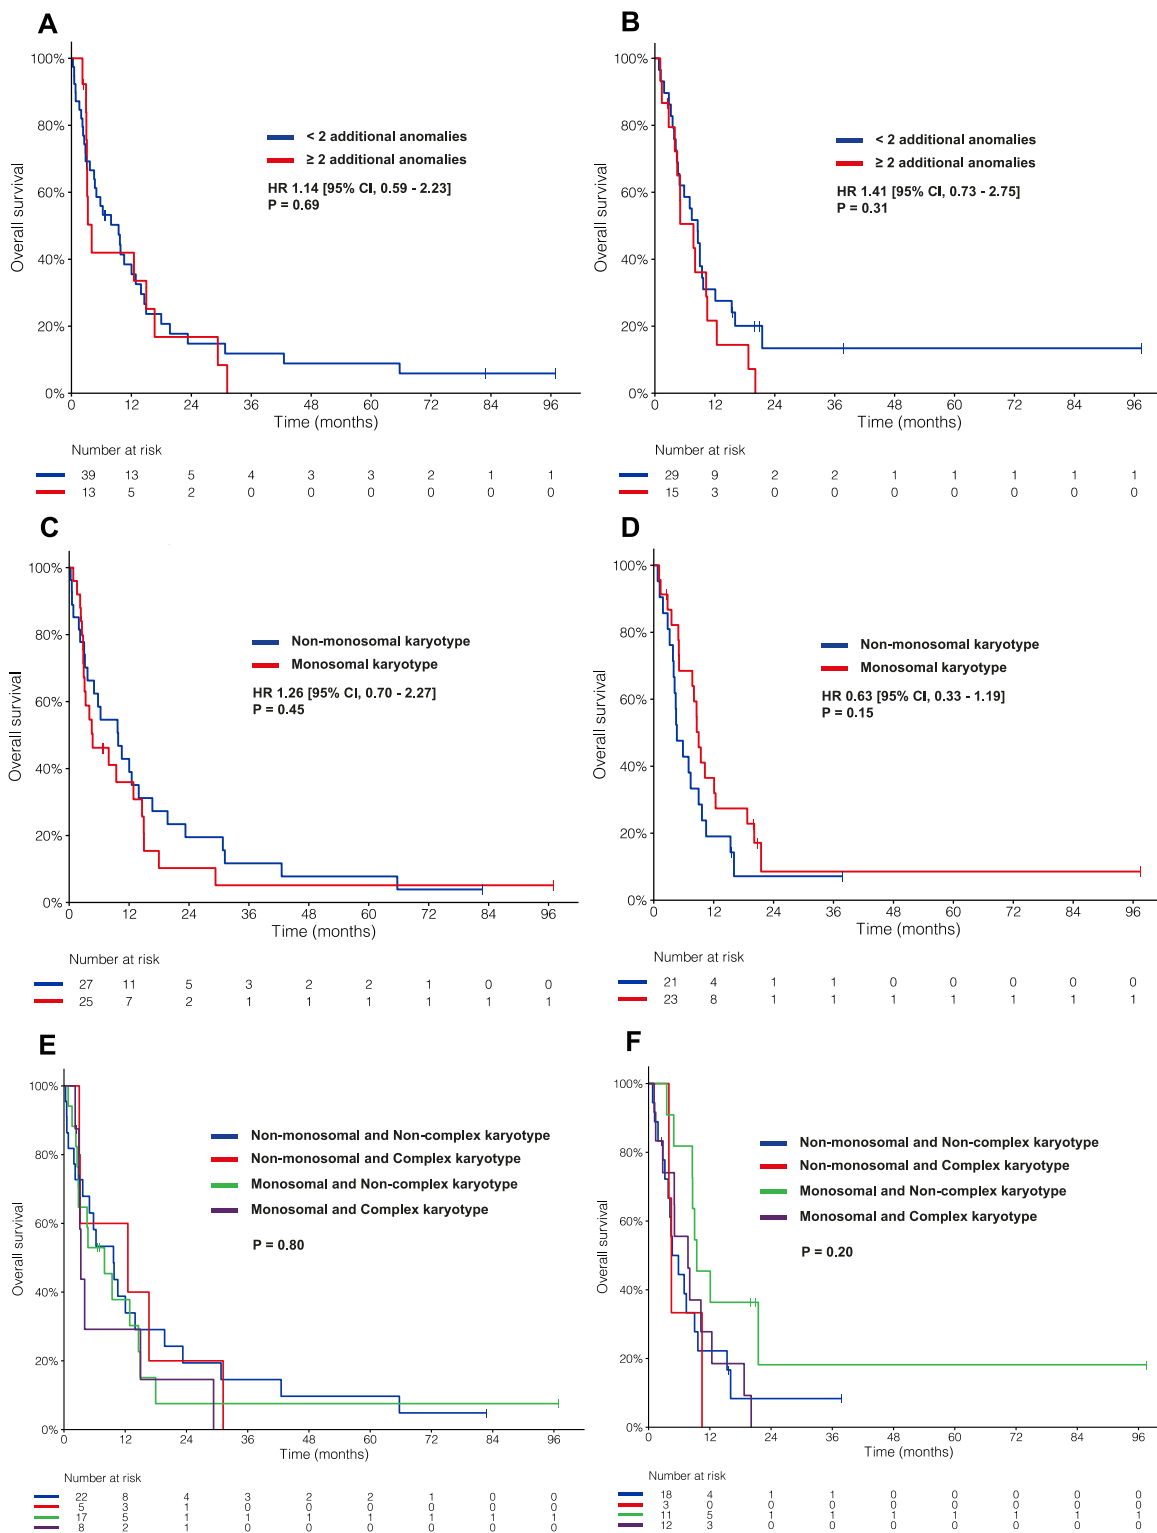 A
100%
80%
60%
40%
20%
0%
Overall survival
< 2 additional anomalies
≥ 2 additional anomalies
HR 1.14 [95% CI, 0.59 - 2.23]
P = 0.69
0 12 24 36 48 60 72 84 96
Time (months)
Number at risk
39 13 5 4 3 3 2 1 1
13 5 2 0 0 0 0 0 0
B
100%
80%
60%
40%
20%
0%
Overall survival
< 2 additional anomalies
≥ 2 additional anomalies
HR 1.41 [95% CI, 0.73 - 2.75]
P = 0.31
0 12 24 36 48 60 72 84 96
Time (months)
Number at risk
29 9 2 2 1 1 1 1 1
15 3 0 0 0 0 0 0 0
C
100%
80%
60%
40%
20%
0%
Overall survival
Non-monosomal karyotype
Monosomal karyotype
HR 1.26 [95% CI, 0.70 - 2.27]
P = 0.45
0 12 24 36 48 60 72 84 96
Time (months)
Number at risk
27 11 5 3 2 2 1 0 0
25 7 2 1 1 1 1 1 1
D
100%
80%
60%
40%
20%
0%
Overall survival
Non-monosomal karyotype
Monosomal karyotype
HR 0.63 [95% CI, 0.33 - 1.19]
P = 0.15
0 12 24 36 48 60 72 84 96
Time (months)
Number at risk
21 4 1 1 0 0 0 0 0
23 8 1 1 1 1 1 1 1
E
100%
80%
60%
40%
20%
0%
Overall survival
Non-monosomal and Non-complex karyotype
Non-monosomal and Complex karyotype
Monosomal and Non-complex karyotype
Monosomal and Complex karyotype
P = 0.80
0 12 24 36 48 60 72 84 96
Time (months)
Number at risk
22 8 4 3 2 2 1 0 0
5 3 1 0 0 0 0 0 0
17 5 1 1 1 1 1 1 1
8 2 1 0 0 0 0 0 0
F
100%
80%
60%
40%
20%
0%
Overall survival
Non-monosomal and Non-complex karyotype
Non-monosomal and Complex karyotype
Monosomal and Non-complex karyotype
Monosomal and Complex karyotype
P = 0.20
0 12 24 36 48 60 72 84 96
Time (months)
Number at risk
18 4 1 1 0 0 0 0 0
3 0 0 0 0 0 0 0 0
11 5 1 1 1 1 1 1 1
12 3 0 0 0 0 0 0 0